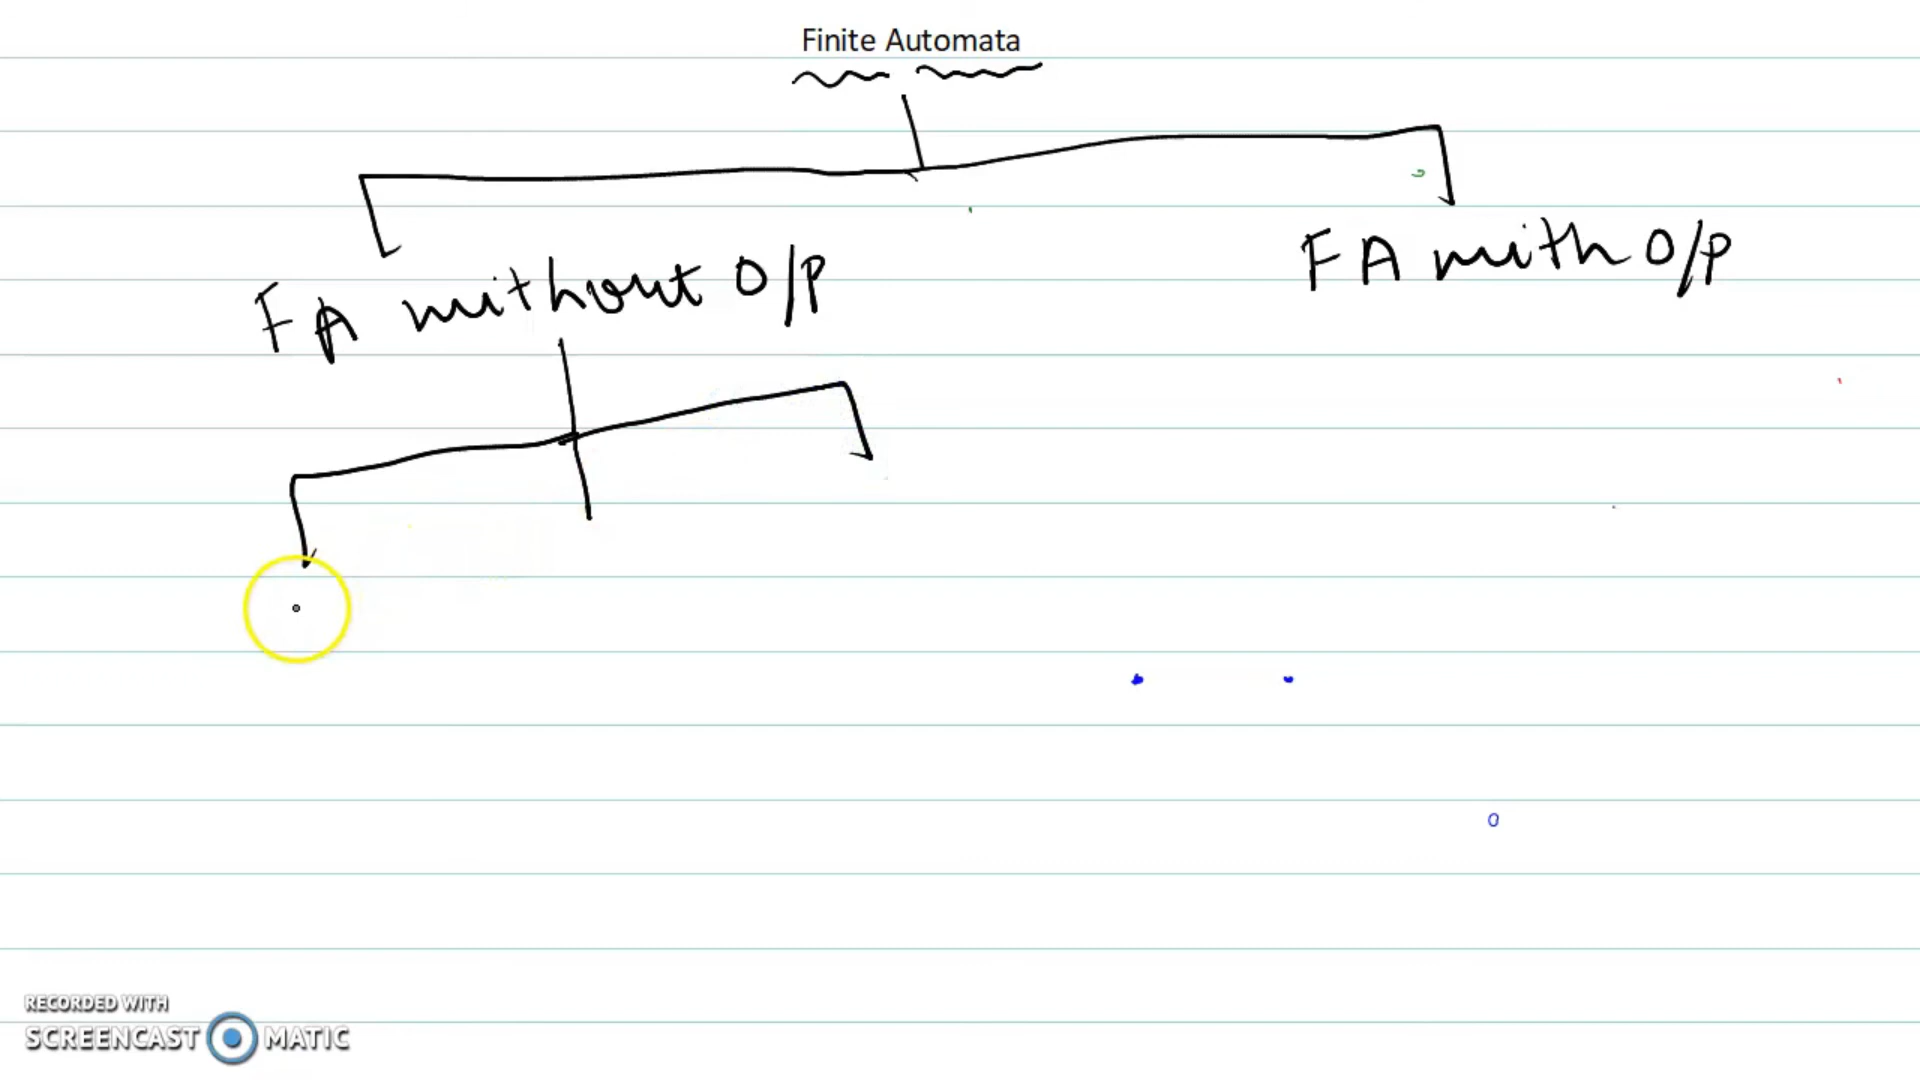 Finite Automata
FA without O/P
FA with O/P
RECORDED WITH
SCREENCAST MATIC